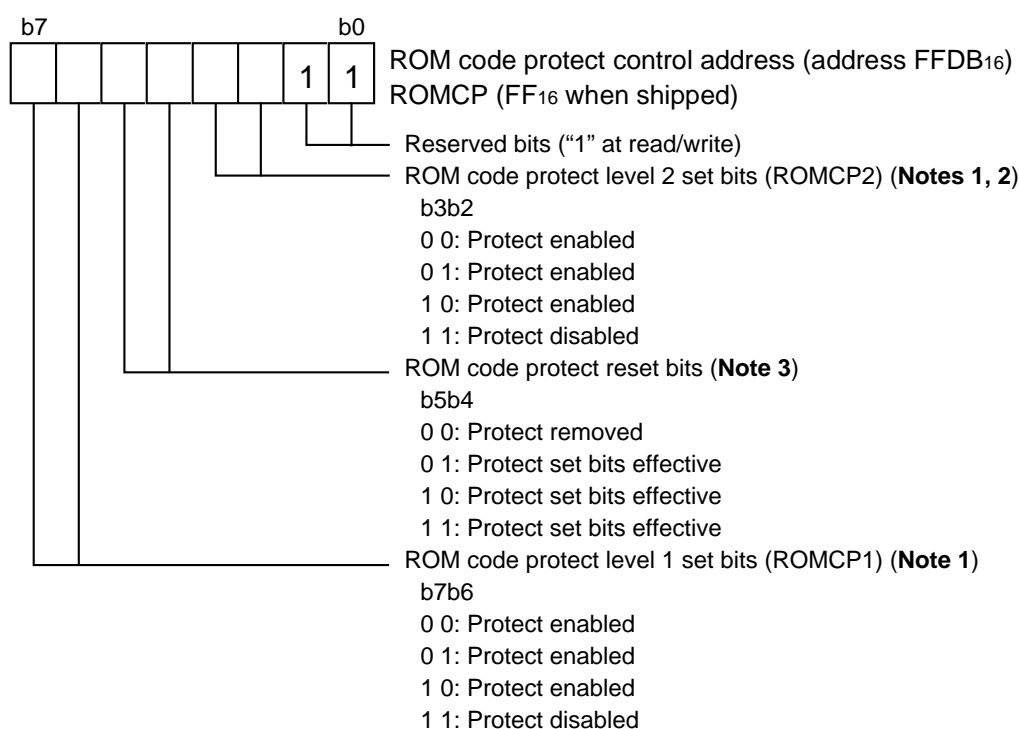 b7 b0
1 1
ROM code protect control address (address FFDB16)
ROMCP (FF16 when shipped)
Reserved bits (“1” at read/write)
ROM code protect level 2 set bits (ROMCP2) (Notes 1, 2)
b3b2
0 0: Protect enabled
0 1: Protect enabled
1 0: Protect enabled
1 1: Protect disabled
ROM code protect reset bits (Note 3)
b5b4
0 0: Protect removed
0 1: Protect set bits effective
1 0: Protect set bits effective
1 1: Protect set bits effective
ROM code protect level 1 set bits (ROMCP1) (Note 1)
b7b6
0 0: Protect enabled
0 1: Protect enabled
1 0: Protect enabled
1 1: Protect disabled